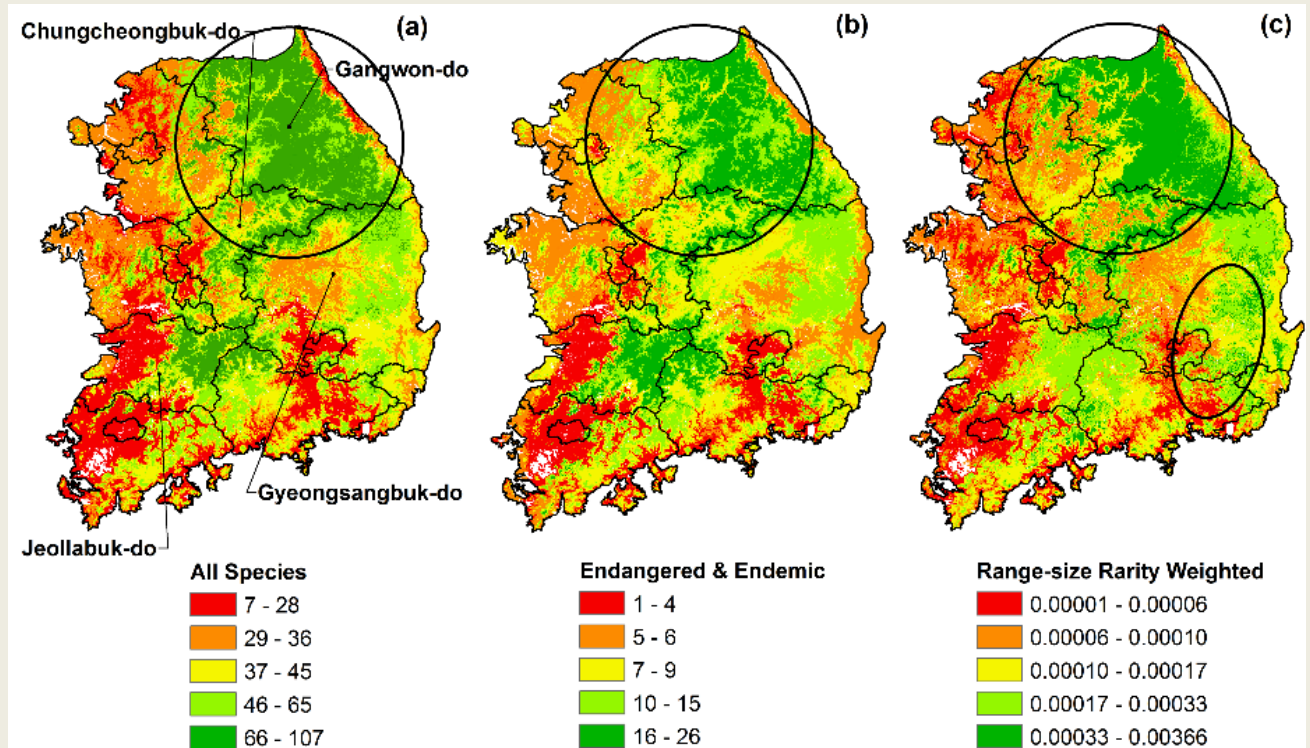 Chungcheongbuk-do
(a)
Gangwon-do
(b)
(c)
Gyeongsangbuk-do
Jeollabuk-do
All Species
7 - 28
29 - 36
37 - 45
46 - 65
66 - 107
Endangered & Endemic
1 - 4
5 - 6
7 - 9
10 - 15
16 - 26
Range-size Rarity Weighted
0.00001 - 0.00006
0.00006 - 0.00010
0.00010 - 0.00017
0.00017 - 0.00033
0.00033 - 0.00366